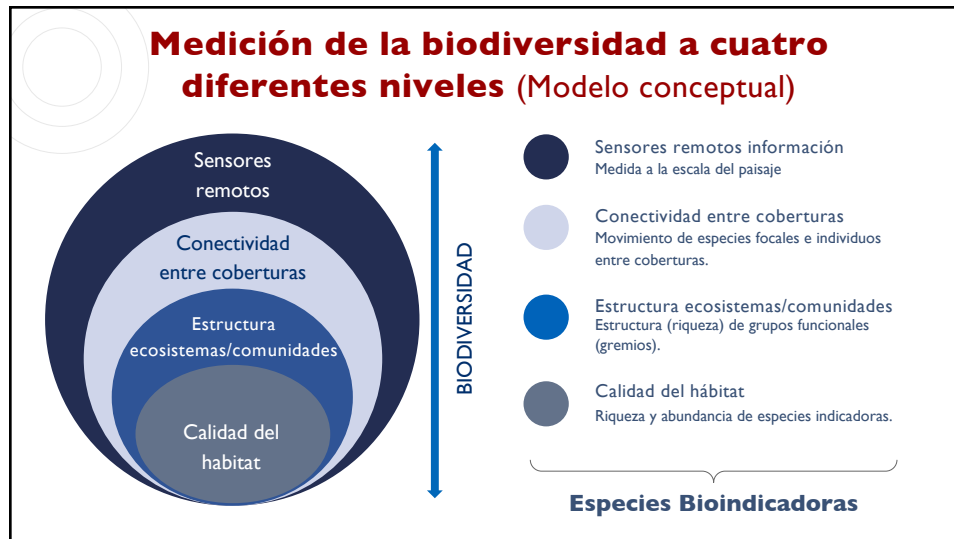 Medición de la biodiversidad a cuatro
diferentes niveles (Modelo conceptual)
Sensores
remotos
Conectividad
entre coberturas
Estructura
ecosistemas/comunidades
Calidad del
habitat
BIODIVERSIDAD
Sensores remotos información
Medida a la escala del paisaje
Conectividad entre coberturas
Movimiento de especies focales e individuos
entre coberturas.
Estructura ecosistemas/comunidades
Estructura (riqueza) de grupos funcionales
(gremios).
Calidad del hábitat
Riqueza y abundancia de especies indicadoras.
Especies Bioindicadoras